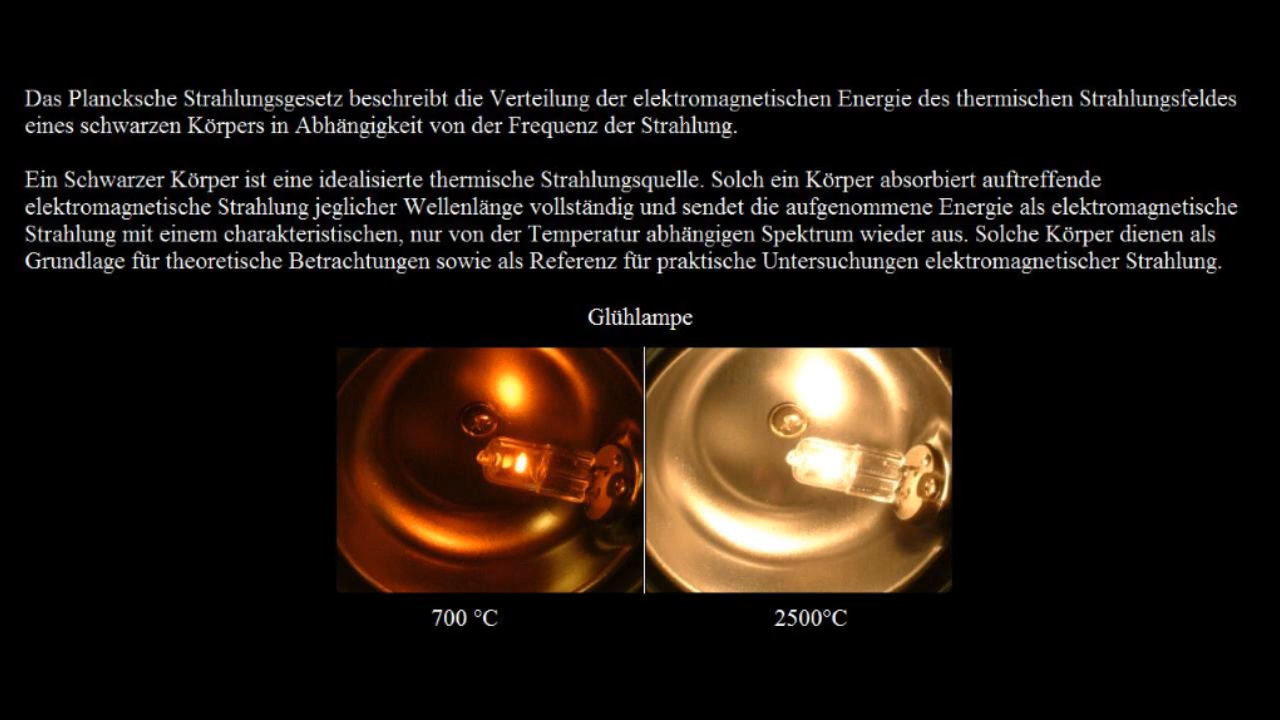 Das Plancksche Strahlungsgesetz beschreibt die Verteilung der elektromagnetischen Energie des thermischen Strahlungsfeldes
eines schwarzen Körpers in Abhängigkeit von der Frequenz der Strahlung.
Ein Schwarzer Körper ist eine idealisierte thermische Strahlungsquelle. Solch ein Körper absorbiert auftreffende
elektromagnetische Strahlung jeglicher Wellenlänge vollständig und sendet die aufgenommene Energie als elektromagnetische
Strahlung mit einem charakteristischen, nur von der Temperatur abhängigen Spektrum wieder aus. Solche Körper dienen als
Grundlage für theoretische Betrachtungen sowie als Referenz für praktische Untersuchungen elektromagnetischer Strahlung.
Glühlampe
700 °C
2500°C